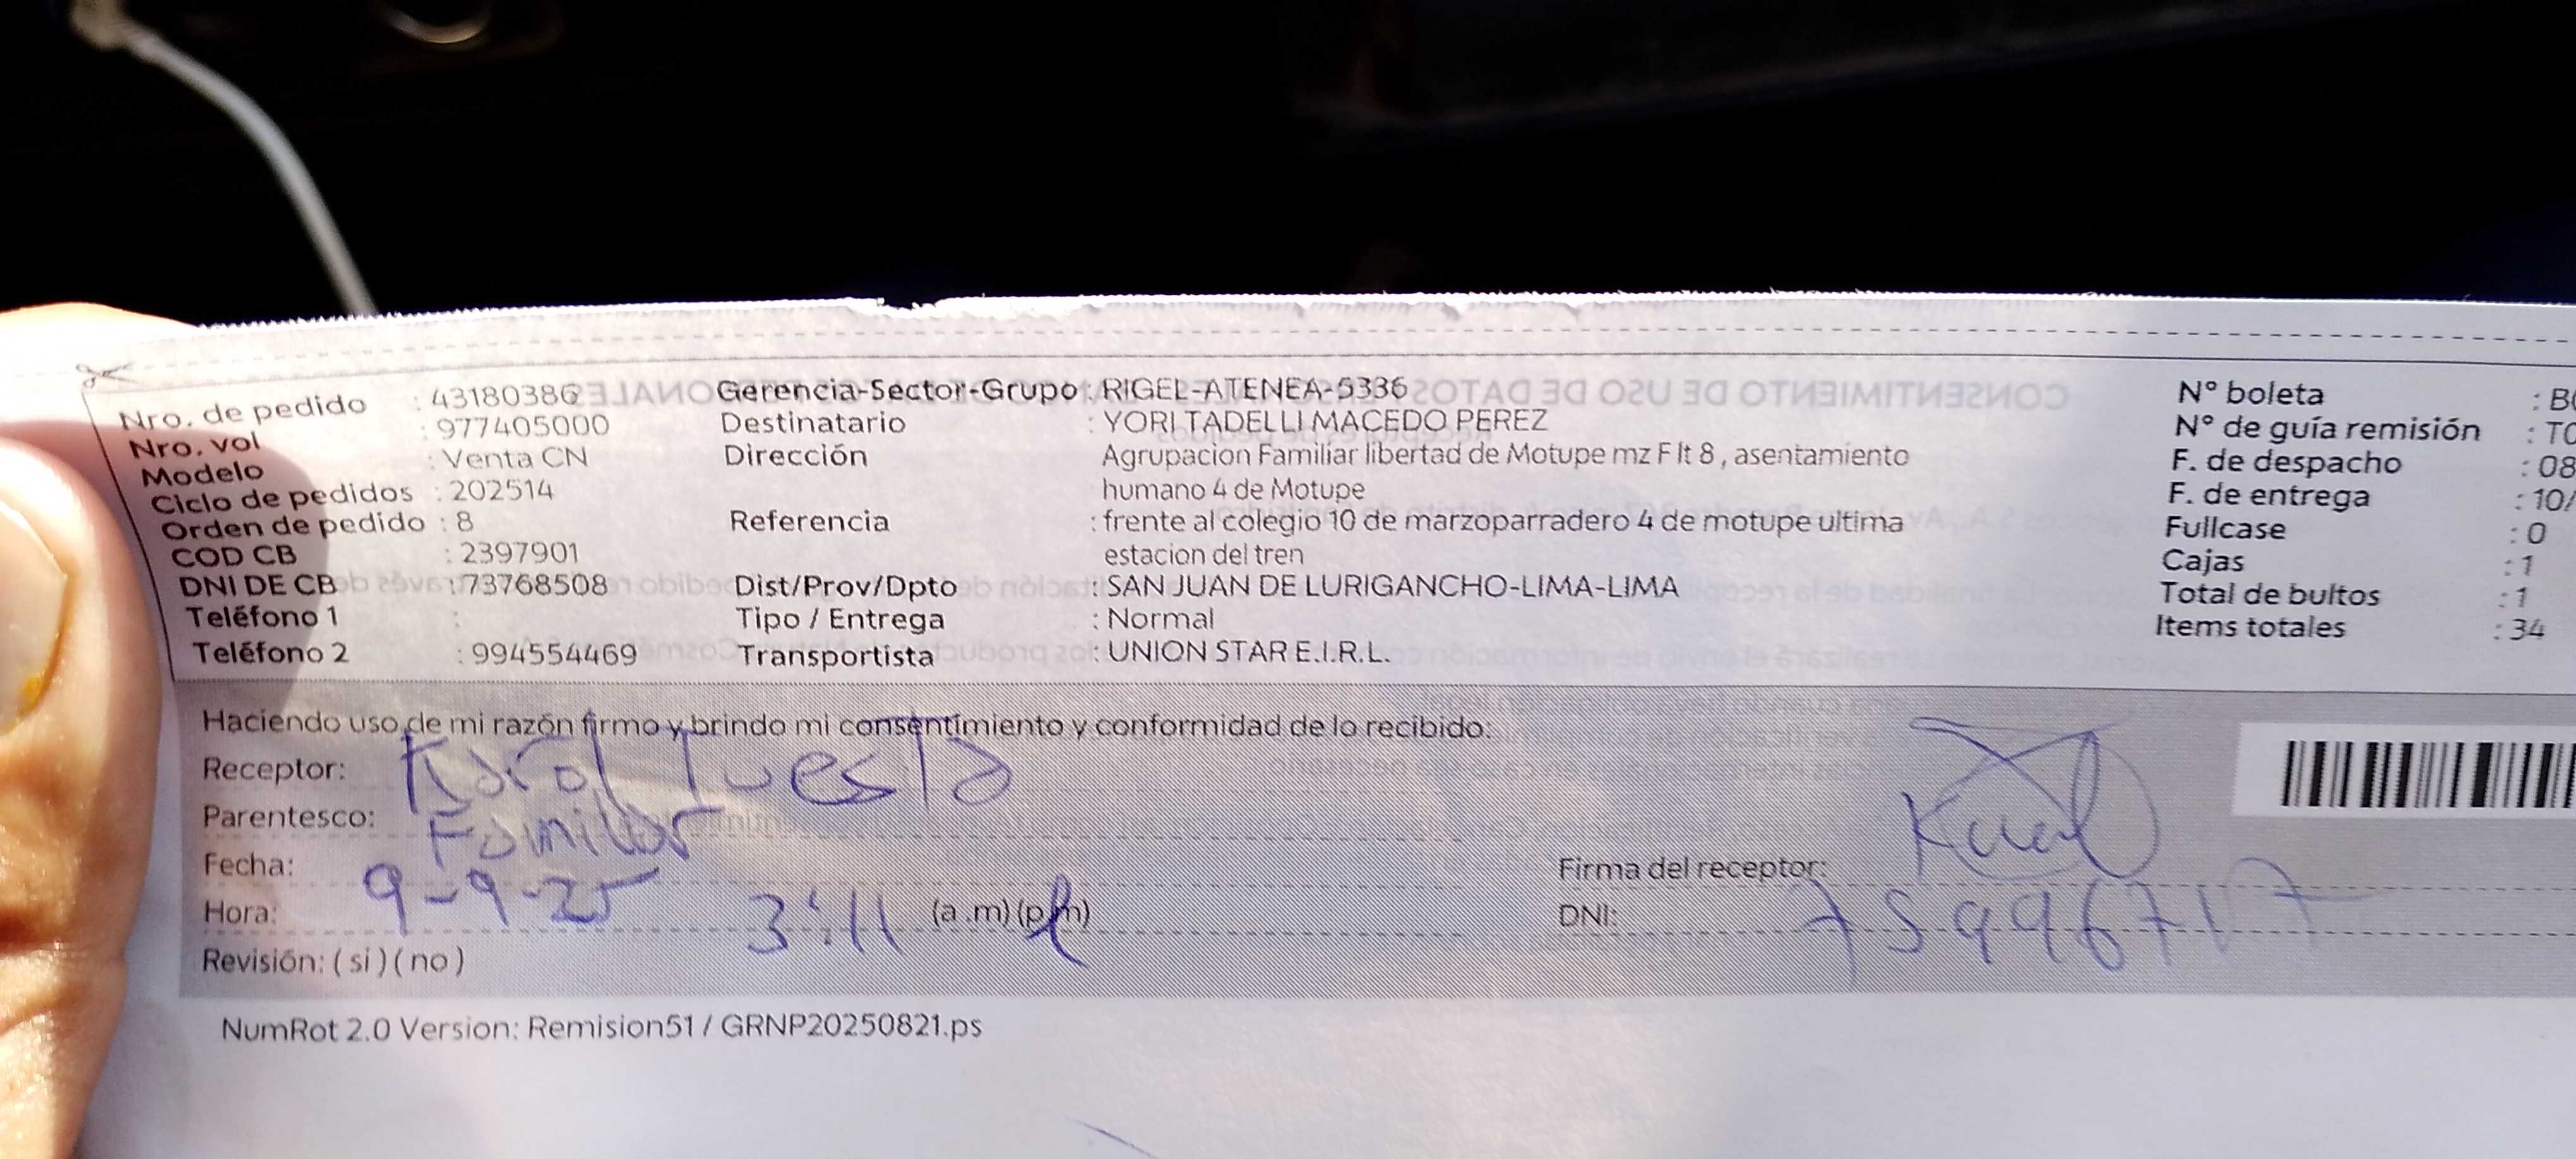 Nro. de pedido : 43180386 Gerencia-Sector-Grupo : RIGEL-ATENEA-5336 N° boleta : B
Nro. vol : 977405000 Destinatario : YORI TADELLI MACEDO PEREZ N° de guía remisión : T0
Modelo : Venta CN Dirección Agrupacion Familiar libertad de Motupe mz F lt 8 , asentamiento F. de despacho : 08
Ciclo de pedidos : 202514 humano 4 de Motupe F. de entrega : 10/
Orden de pedido : 8 Referencia : frente al colegio 10 de marzoparradero 4 de motupe ultima Fullcase : 0
COD CB : 2397901 estacion del tren Cajas : 1
DNI DE CB : 73768508 Dist/Prov/Dpto : SAN JUAN DE LURIGANCHO-LIMA-LIMA Total de bultos : 1
Teléfono 1 : Tipo / Entrega : Normal Items totales : 34
Teléfono 2 : 994554469 Transportista : UNION STAR E.I.R.L.
Haciendo uso de mi razón firmo y brindo mi consentimiento y conformidad de lo recibido:
Receptor: Karol Tuesta
Parentesco: Familiar
Fecha: 9-9-25 Firma del receptor: Karol
Hora: 3:11 (a .m) (p.m) DNI:
Revisión: ( si ) ( no )
NumRot 2.0 Version: Remision51 / GRNP20250821.ps